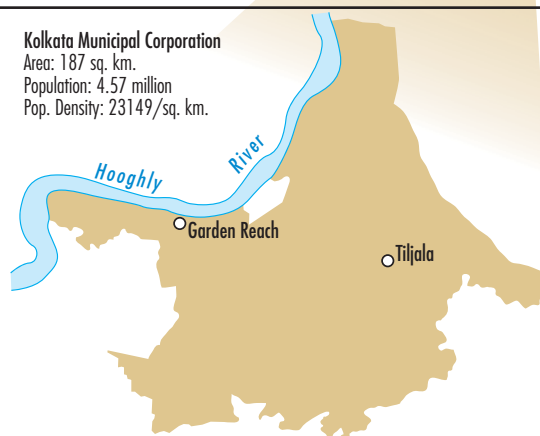 Kolkata Municipal Corporation
Area: 187 sq. km.
Population: 4.57 million
Pop. Density: 23149/sq. km.
Hooghly River
Garden Reach
Tiljala